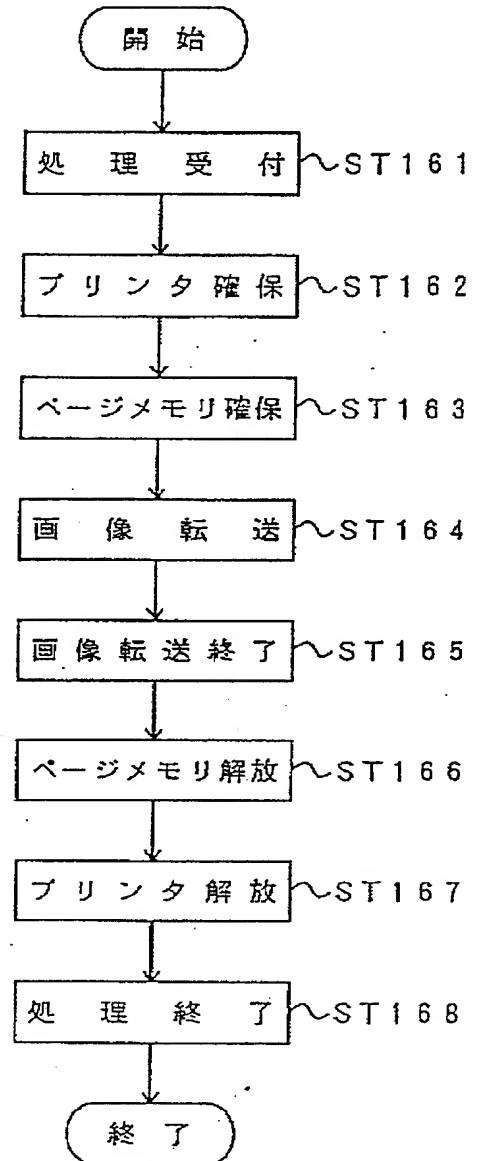 開始
処理受付 ST161
プリンタ確保 ST162
ページメモリ確保 ST163
画像転送 ST164
画像転送終了 ST165
ページメモリ解放 ST166
プリンタ解放 ST167
処理終了 ST168
終了